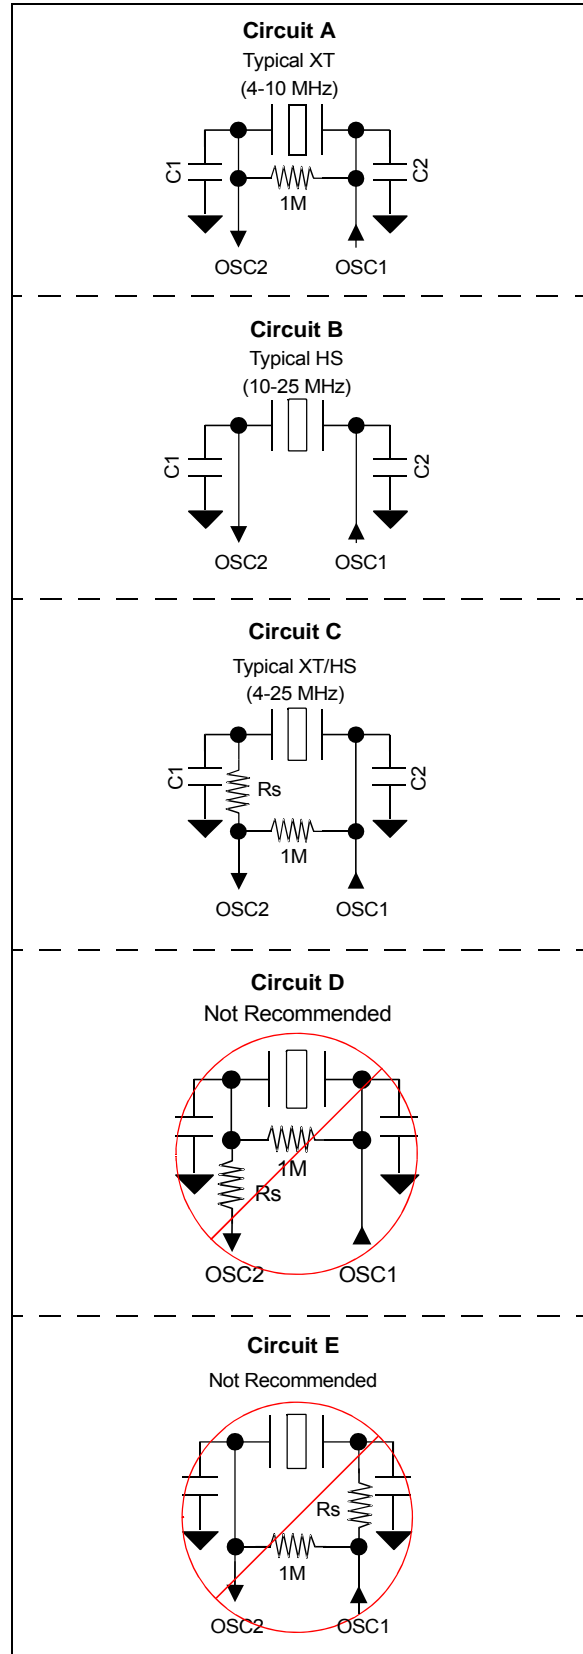 Circuit A
Typical XT
(4-10 MHz)
C1
C2
1M
OSC2
OSC1
Circuit B
Typical HS
(10-25 MHz)
C1
C2
OSC2
OSC1
Circuit C
Typical XT/HS
(4-25 MHz)
C1
Rs
C2
1M
OSC2
OSC1
Circuit D
Not Recommended
1M
Rs
OSC2
OSC1
Circuit E
Not Recommended
Rs
1M
OSC2
OSC1